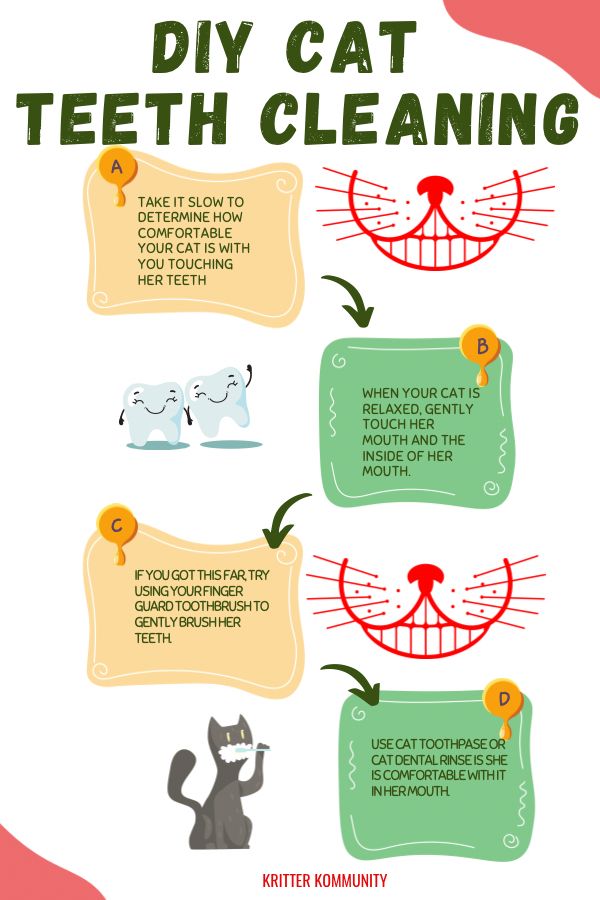 DIY CAT
TEETH CLEANING
A
TAKE IT SLOW TO
DETERMINE HOW
COMFORTABLE
YOUR CAT IS WITH
YOU TOUCHING
HER TEETH
B
WHEN YOUR CAT IS
RELAXED, GENTLY
TOUCH HER
MOUTH AND THE
INSIDE OF HER
MOUTH.
C
IF YOU GOT THIS FAR, TRY
USING YOUR FINGER
GUARD TOOTHBRUSH TO
GENTLY BRUSH HER
TEETH.
D
USE CAT TOOTHPASE OR
CAT DENTAL RINSE IS SHE
IS COMFORTABLE WITH IT
IN HER MOUTH.
KRITTER KOMMUNITY